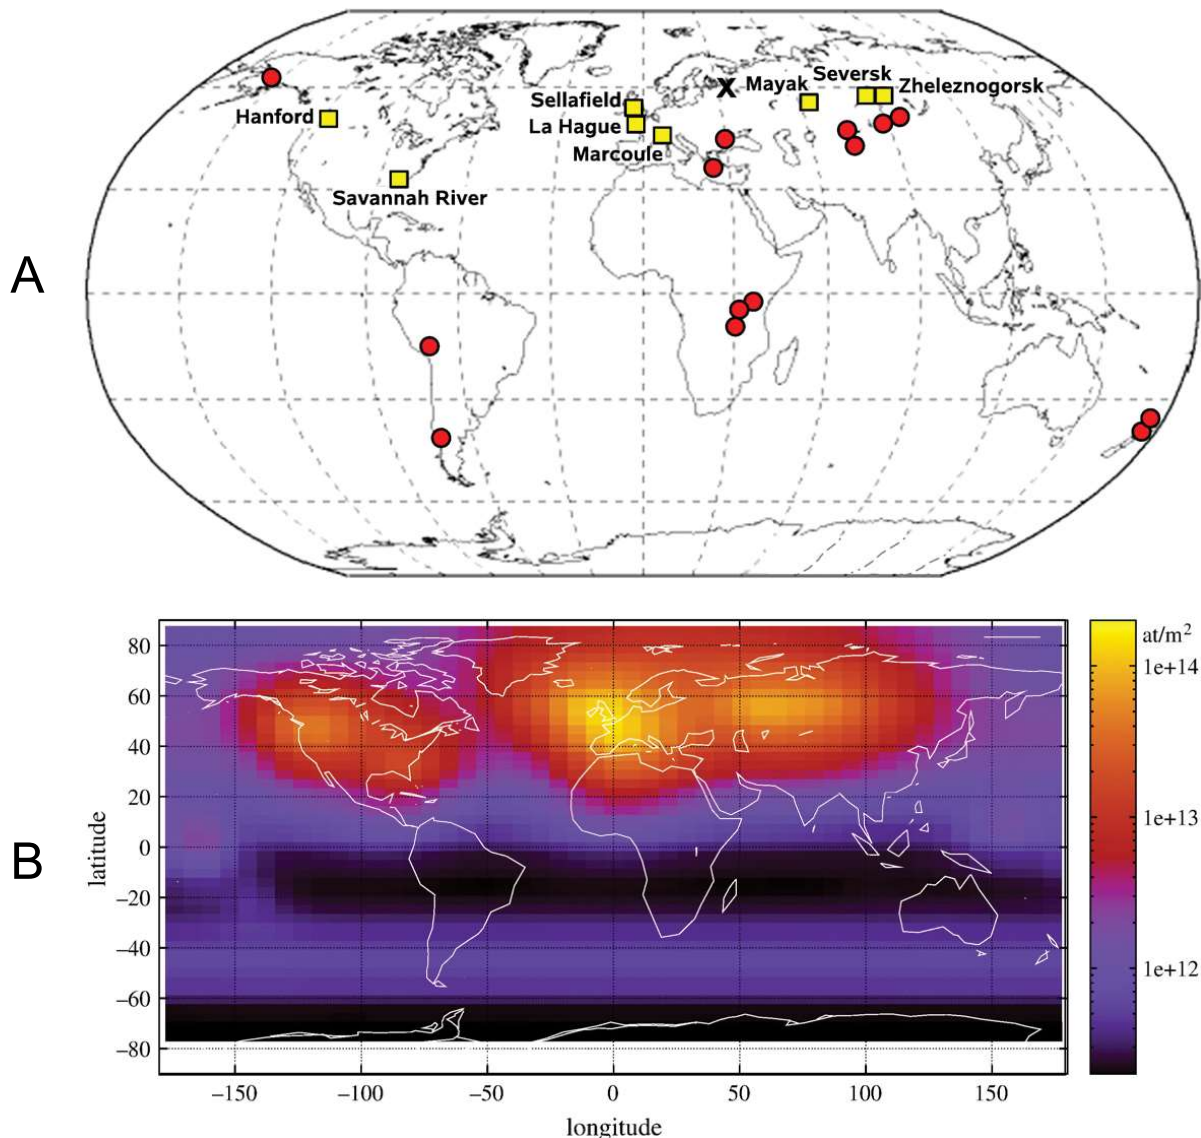 A
Seversk
Mayak
Zheleznogorsk
x
Sellafield
Hanford
La Hague
Marcoule
Savannah River
B
at/m²
1e+14
1e+13
1e+12
latitude
80
60
40
20
0
−20
−40
−60
−80
−150
−100
−50
0
50
100
150
longitude